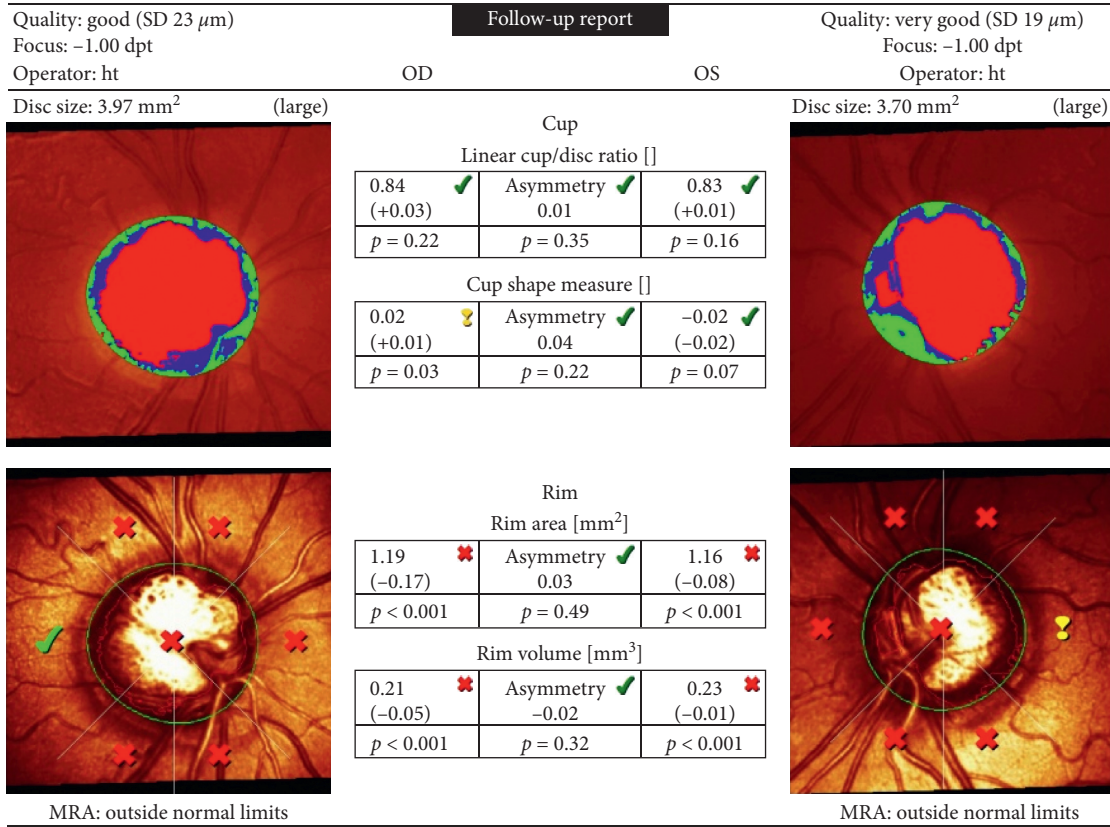 Follow-up report
Quality: good (SD 23 μm)
Focus: –1.00 dpt
Operator: ht
OD
OS
Quality: very good (SD 19 μm)
Focus: –1.00 dpt
Operator: ht
Disc size: 3.97 mm² (large)
Disc size: 3.70 mm² (large)
Cup
Linear cup/disc ratio []
0.84 Asymmetry 0.83
(+0.03) 0.01 (+0.01)
p = 0.22 p = 0.35 p = 0.16
Cup shape measure []
0.02 Asymmetry –0.02
(+0.01) 0.04 (–0.02)
p = 0.03 p = 0.22 p = 0.07
Rim
Rim area [mm²]
1.19 Asymmetry 1.16
(–0.17) 0.03 (–0.08)
p < 0.001 p = 0.49 p < 0.001
Rim volume [mm³]
0.21 Asymmetry 0.23
(–0.05) –0.02 (–0.01)
p < 0.001 p = 0.32 p < 0.001
MRA: outside normal limits
MRA: outside normal limits